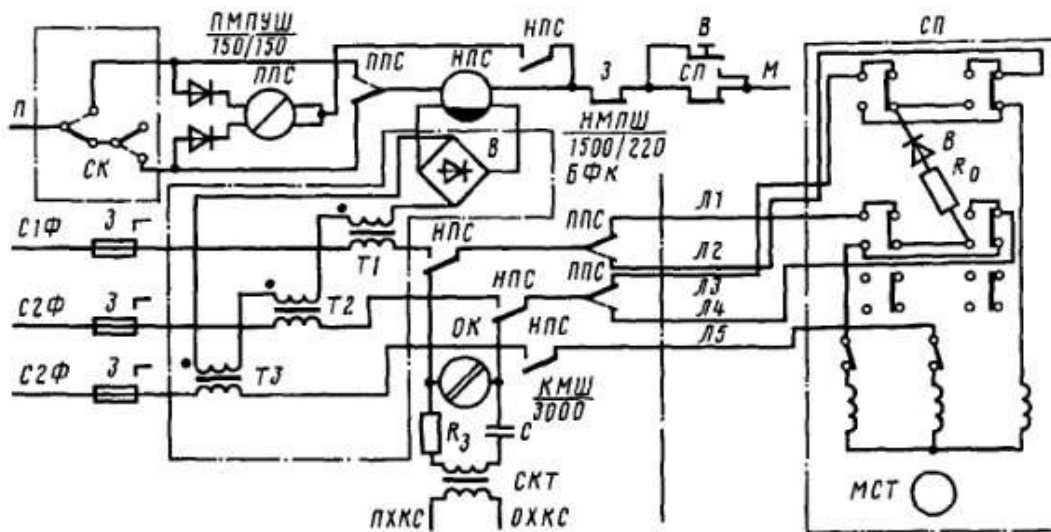 ПМПУШ
150/150
ППС
ППС
НПС
НПС
З
В
СП
М
СП
П
СК
В
НМПШ
1500/220
БФК
В
R0
С1Ф
З
Т1
НПС
ППС
Л1
Л2
ППС
Л3
С2Ф
З
Т2
ОК
НПС
Л4
Л5
С2Ф
З
Т3
КМШ
3000
R3
С
СКТ
ПХКС
ОХКС
МСТ